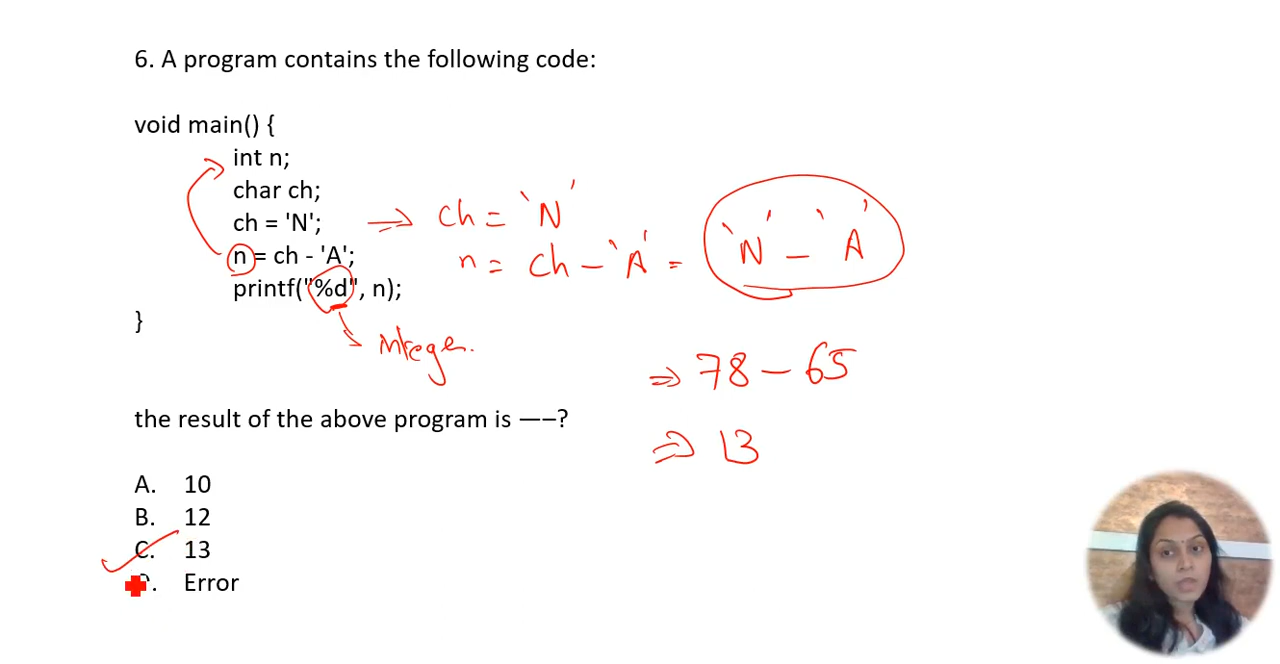 6. A program contains the following code:
void main() {
int n;
char ch;
ch = 'N'; ⇒ ch = 'N'
n = ch - 'A'; n = ch - 'A' = 'N' - 'A'
printf("%d", n);
}
Integer.
⇒ 78 - 65
the result of the above program is —–?
⇒ 13
A. 10
B. 12
C. 13
D. Error